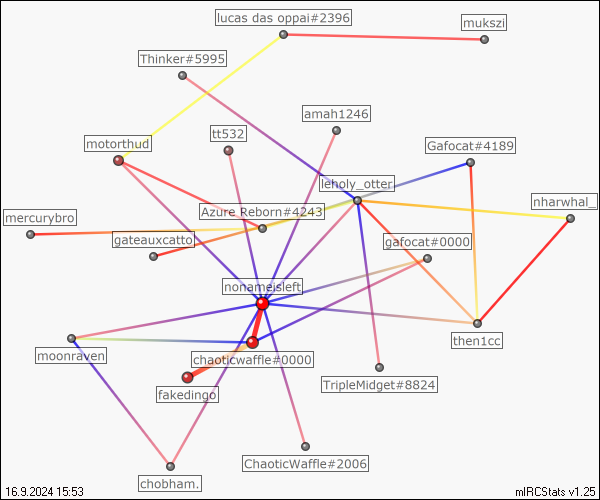 lucas das oppai#2396
mukszi
Thinker#5995
amah1246
tt532
motorthud
Gafocat#4189
leholy_otter
nharwhal_
Azure_Reborn#4243
mercurybro
gateauxcatto
gafocat#0000
nonameisleft
then1cc
chaoticwaffle#0000
moonraven
TripleMidget#8824
fakedingo
ChaoticWaffle#2006
chobham.
16.9.2024 15:53
mIRCStats v1.25